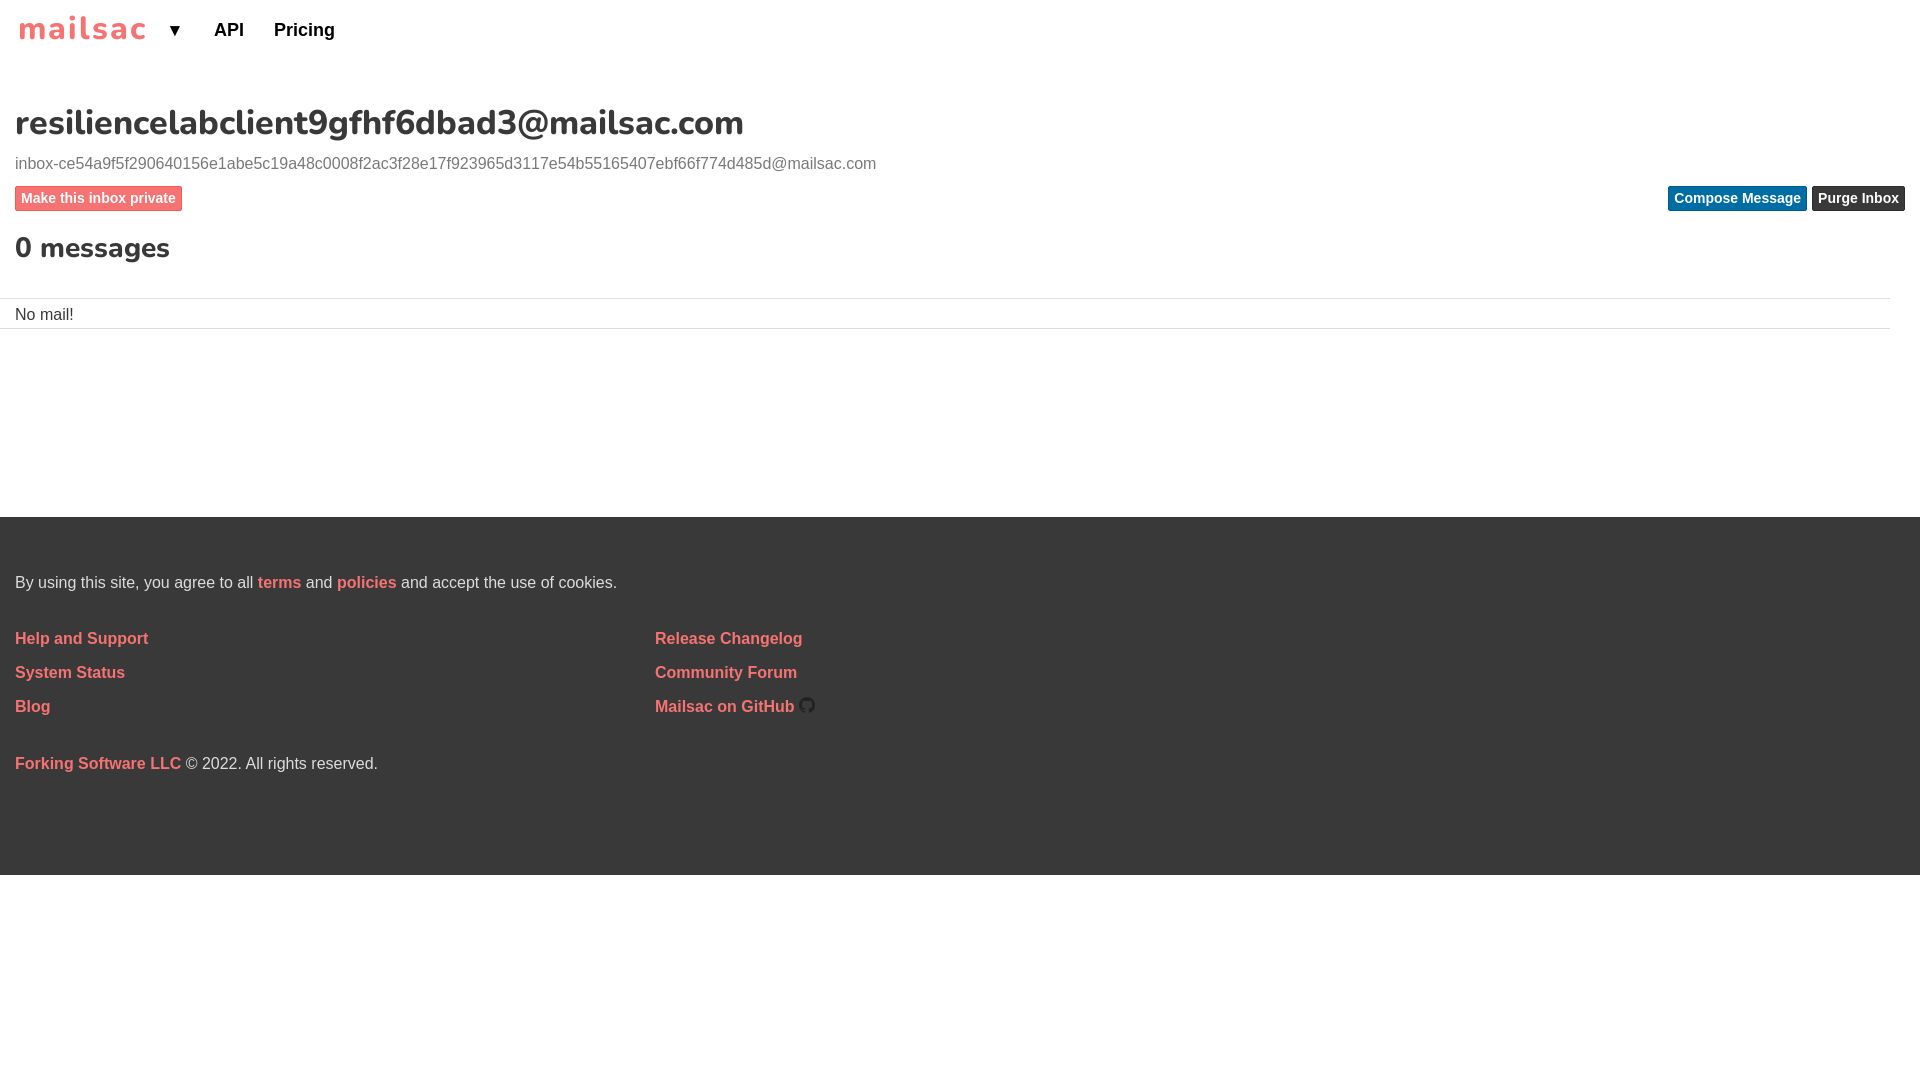 mailsac ▼ API Pricing
resiliencelabclient9gfhf6dbad3@mailsac.com
inbox-ce54a9f5f290640156e1abe5c19a48c0008f2ac3f28e17f923965d3117e54b55165407ebf66f774d485d@mailsac.com
Make this inbox private Compose Message Purge Inbox
0 messages
No mail!
By using this site, you agree to all terms and policies and accept the use of cookies.
Help and Support Release Changelog
System Status Community Forum
Blog Mailsac on GitHub
Forking Software LLC © 2022. All rights reserved.